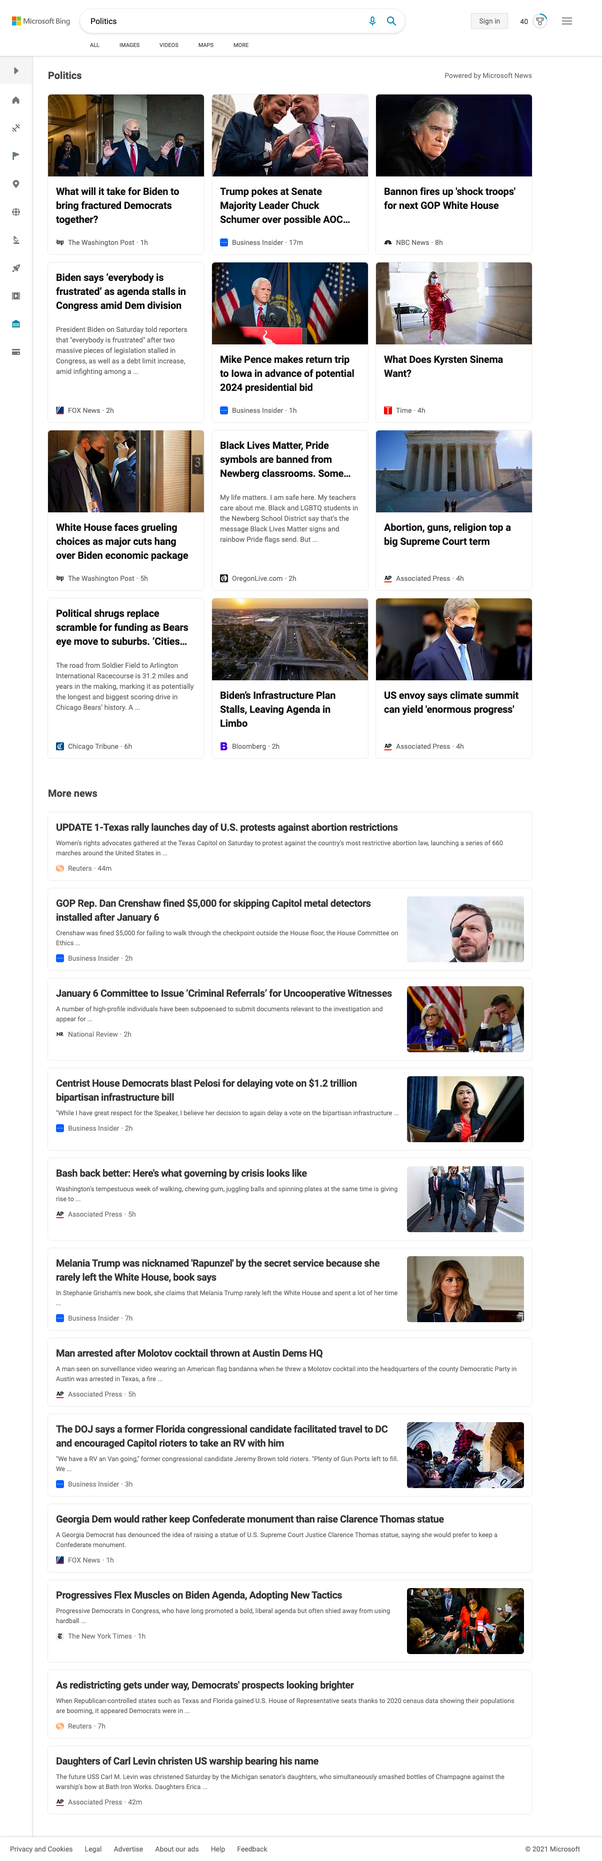 Microsoft Bing
Politics
Sign in
40
ALL
IMAGES
VIDEOS
MAPS
MORE
Politics
Powered by Microsoft News
What will it take for Biden to
bring fractured Democrats
together?
wp The Washington Post · 1h
Trump pokes at Senate
Majority Leader Chuck
Schumer over possible AOC...
Business Insider · 17m
Bannon fires up 'shock troops'
for next GOP White House
NBC News · 8h
Biden says ‘everybody is
frustrated’ as agenda stalls in
Congress amid Dem division
President Biden on Saturday told reporters
that "everybody is frustrated" after two
massive pieces of legislation stalled in
Congress, as well as a debt limit increase,
amid infighting among a ...
FOX News · 2h
Mike Pence makes return trip
to Iowa in advance of potential
2024 presidential bid
Business Insider · 1h
What Does Kyrsten Sinema
Want?
T Time · 4h
3
White House faces grueling
choices as major cuts hang
over Biden economic package
wp The Washington Post · 5h
Black Lives Matter, Pride
symbols are banned from
Newberg classrooms. Some...
My life matters. I am safe here. My teachers
care about me. Black and LGBTQ students in
the Newberg School District say that's the
message Black Lives Matter signs and
rainbow Pride flags send. But ...
OregonLive.com · 2h
Abortion, guns, religion top a
big Supreme Court term
AP Associated Press · 4h
Political shrugs replace
scramble for funding as Bears
eye move to suburbs. ‘Cities...
The road from Soldier Field to Arlington
International Racecourse is 31.2 miles and
years in the making, marking it as potentially
the longest and biggest scoring drive in
Chicago Bears' history. A ...
Chicago Tribune · 6h
Biden’s Infrastructure Plan
Stalls, Leaving Agenda in
Limbo
B Bloomberg · 2h
US envoy says climate summit
can yield 'enormous progress'
AP Associated Press · 4h
More news
UPDATE 1-Texas rally launches day of U.S. protests against abortion restrictions
Women's rights advocates gathered at the Texas Capitol on Saturday to protest against the country's most restrictive abortion law, launching a series of 660
marches around the United States in ...
Reuters · 44m
GOP Rep. Dan Crenshaw fined $5,000 for skipping Capitol metal detectors
installed after January 6
Crenshaw was fined $5,000 for failing to walk through the checkpoint outside the House floor, the House Committee on
Ethics ...
Business Insider · 2h
January 6 Committee to Issue ‘Criminal Referrals’ for Uncooperative Witnesses
A number of high-profile individuals have been subpoenaed to submit documents relevant to the investigation and
appear for ...
NR National Review · 2h
Centrist House Democrats blast Pelosi for delaying vote on $1.2 trillion
bipartisan infrastructure bill
"While I have great respect for the Speaker, I believe her decision to again delay a vote on the bipartisan infrastructure ...
Business Insider · 2h
Bash back better: Here's what governing by crisis looks like
Washington's tempestuous week of walking, chewing gum, juggling balls and spinning plates at the same time is giving
rise to ...
AP Associated Press · 5h
Melania Trump was nicknamed 'Rapunzel' by the secret service because she
rarely left the White House, book says
In Stephanie Grisham's new book, she claims that Melania Trump rarely left the White House and spent a lot of her time
...
Business Insider · 7h
Man arrested after Molotov cocktail thrown at Austin Dems HQ
A man seen on surveillance video wearing an American flag bandanna when he threw a Molotov cocktail into the headquarters of the county Democratic Party in
Austin was arrested in Texas, a fire ...
AP Associated Press · 5h
The DOJ says a former Florida congressional candidate facilitated travel to DC
and encouraged Capitol rioters to take an RV with him
"We have a RV an Van going," former congressional candidate Jeremy Brown told rioters. "Plenty of Gun Ports left to fill.
We ...
Business Insider · 3h
Georgia Dem would rather keep Confederate monument than raise Clarence Thomas statue
A Georgia Democrat has denounced the idea of raising a statue of U.S. Supreme Court Justice Clarence Thomas statue, saying she would prefer to keep a
Confederate monument.
FOX News · 1h
Progressives Flex Muscles on Biden Agenda, Adopting New Tactics
Progressive Democrats in Congress, who have long promoted a bold, liberal agenda but often shied away from using
hardball ...
The New York Times · 1h
As redistricting gets under way, Democrats' prospects looking brighter
When Republican-controlled states such as Texas and Florida gained U.S. House of Representative seats thanks to 2020 census data showing their populations
are booming, it appeared Democrats were in ...
Reuters · 7h
Daughters of Carl Levin christen US warship bearing his name
The future USS Carl M. Levin was christened Saturday by the Michigan senator's daughters, who simultaneously smashed bottles of Champagne against the
warship's bow at Bath Iron Works. Daughters Erica ...
AP Associated Press · 42m
Privacy and Cookies
Legal
Advertise
About our ads
Help
Feedback
© 2021 Microsoft